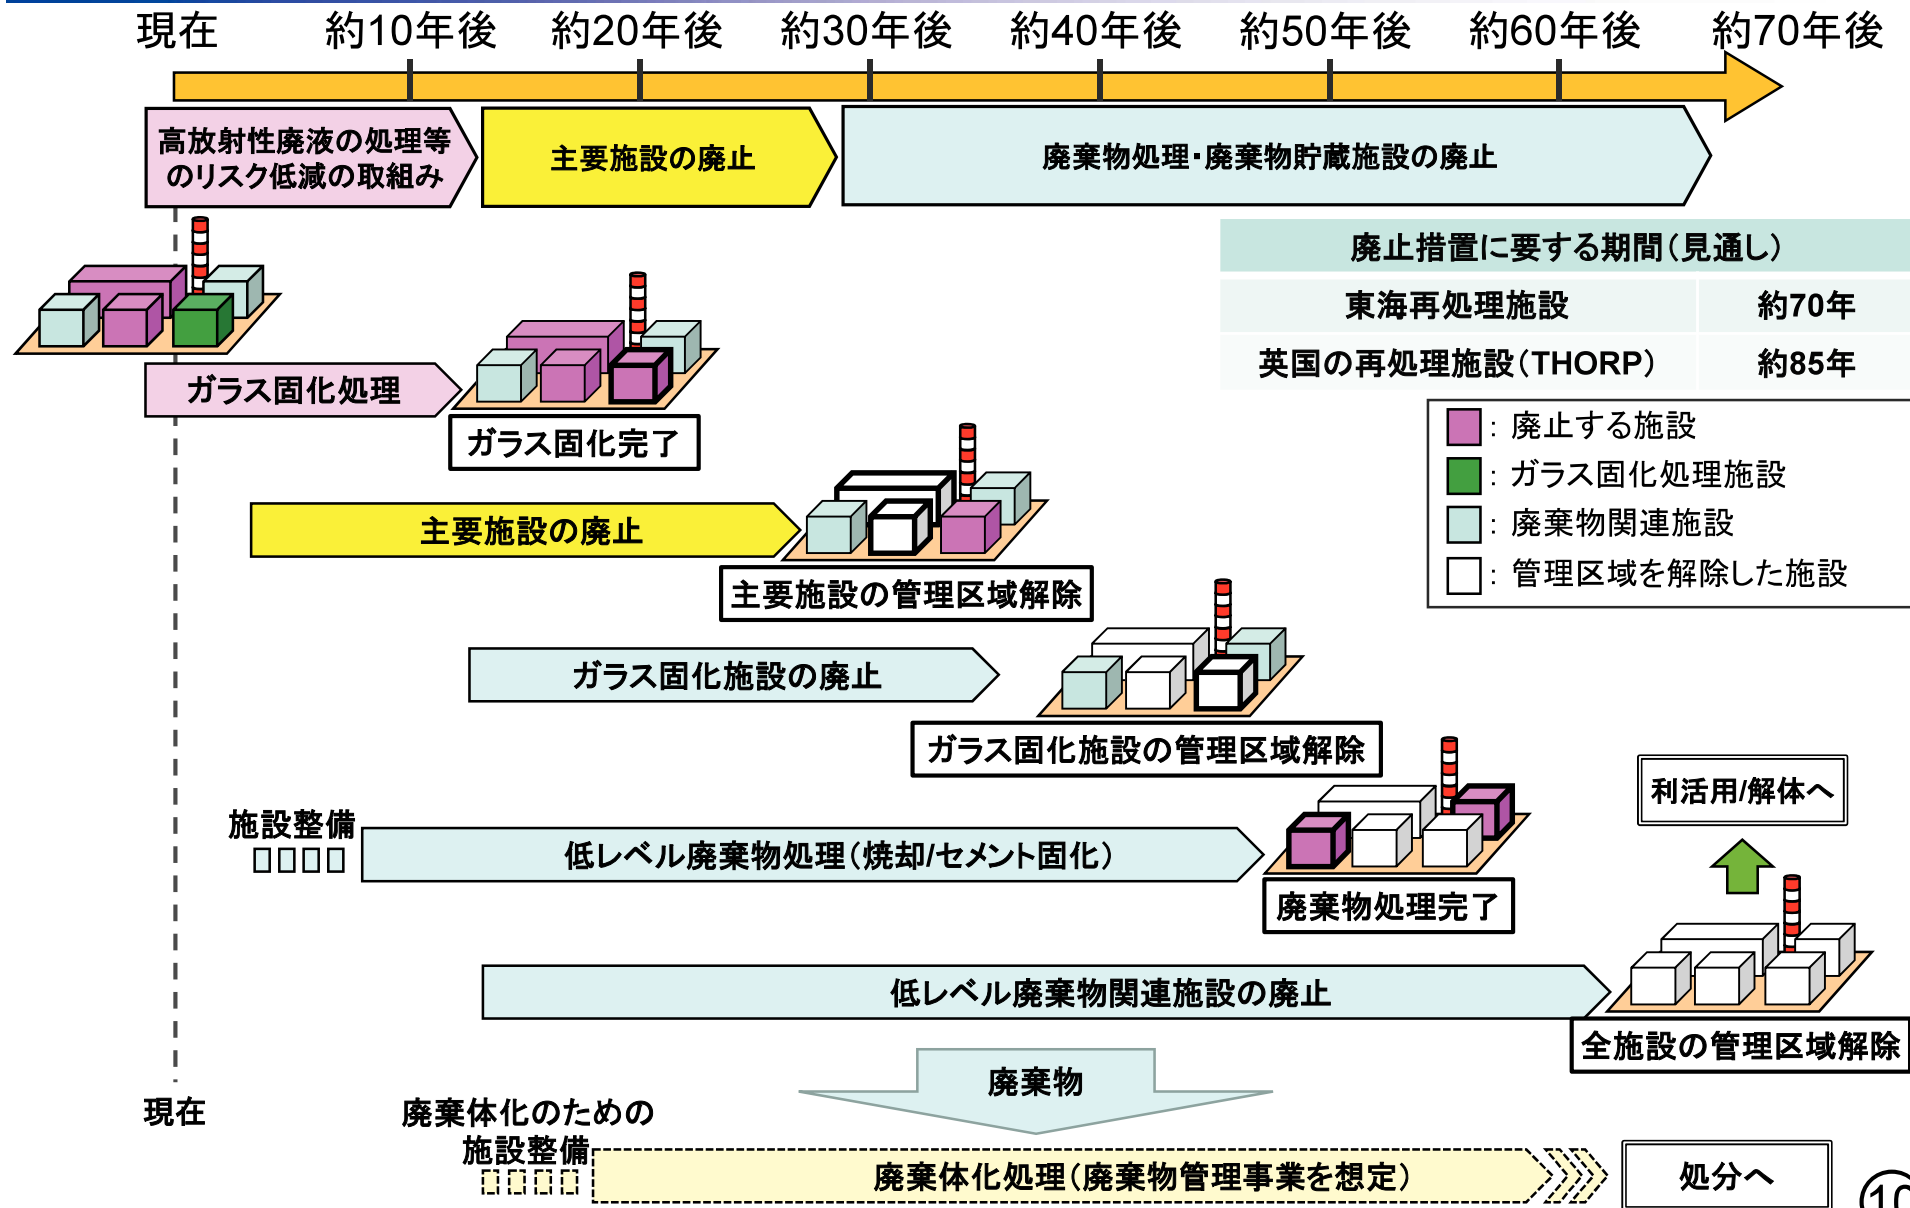 現在
約10年後
約20年後
約30年後
約40年後
約50年後
約60年後
約70年後
高放射性廃液の処理等
のリスク低減の取組み
主要施設の廃止
廃棄物処理・廃棄物貯蔵施設の廃止
廃止措置に要する期間（見通し）
東海再処理施設 約70年
英国の再処理施設（THORP） 約85年
ガラス固化処理
ガラス固化完了
：廃止する施設
：ガラス固化処理施設
：廃棄物関連施設
：管理区域を解除した施設
主要施設の廃止
主要施設の管理区域解除
ガラス固化施設の廃止
ガラス固化施設の管理区域解除
利活用/解体へ
施設整備
低レベル廃棄物処理（焼却/セメント固化）
廃棄物処理完了
低レベル廃棄物関連施設の廃止
全施設の管理区域解除
廃棄物
現在
廃棄体化のための
施設整備
廃棄体化処理（廃棄物管理事業を想定）
処分へ